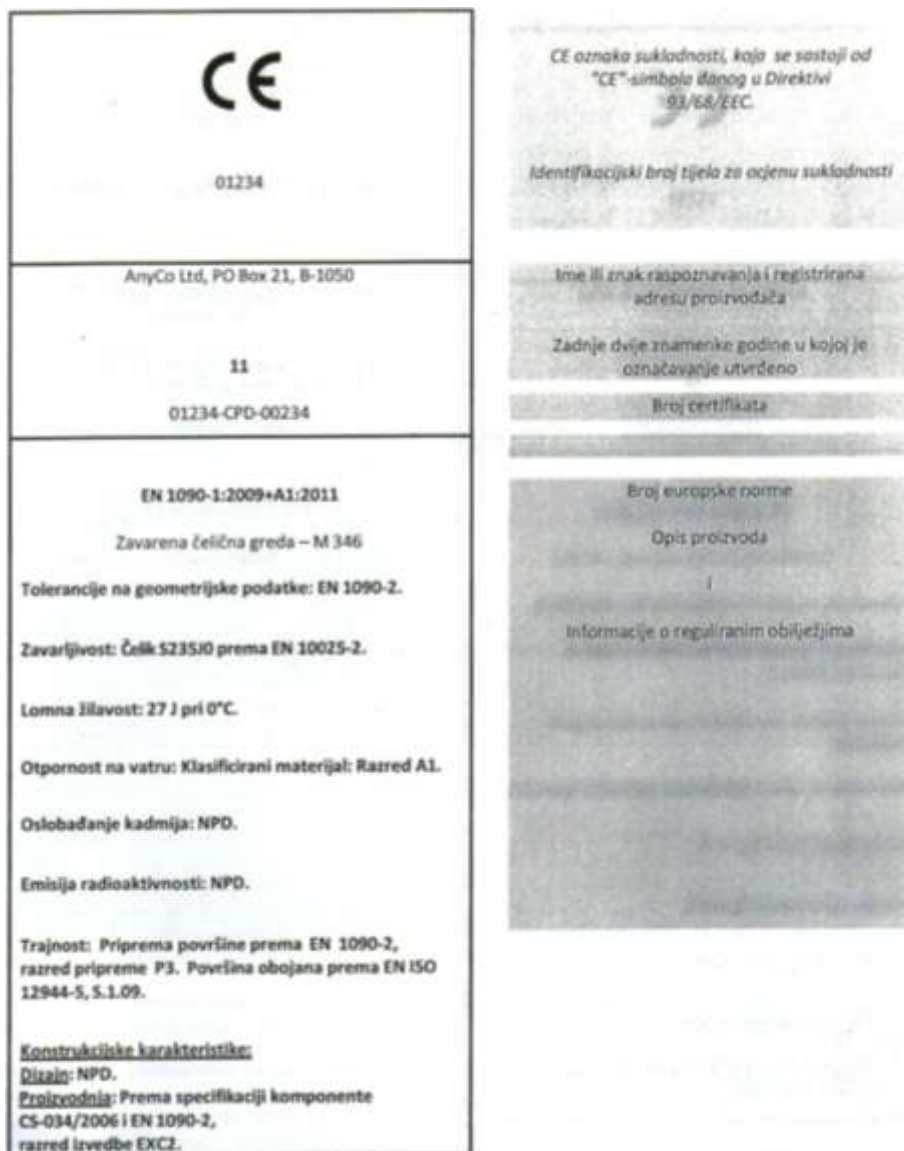 CE
01234
AnyCo Ltd, PO Box 21, B-1050
11
01234-CPD-00234
EN 1090-1:2009+A1:2011
Zavarena čelična greda – M 346
Tolerancije na geometrijske podatke: EN 1090-2.
Zavarljivost: Čelik S235J0 prema EN 10025-2.
Lomna žilavost: 27 J pri 0°C.
Otpornost na vatru: Klasificirani materijal: Razred A1.
Oslobađanje kadmija: NPD.
Emisija radioaktivnosti: NPD.
Trajnost: Priprema površine prema EN 1090-2,
razred pripreme P3. Površina obojana prema EN ISO
12944-5, S.1.09.
Konstrukcijske karakteristike:
Dizajn: NPD.
Proizvodnja: Prema specifikaciji komponente
CS-034/2006 i EN 1090-2,
razred izvedbe EXC2.
CE oznaka sukladnosti, koja se sastoji od
"CE"-simbola danog u Direktivi
93/68/EEC.
Identifikacijski broj tijela za ocjenu sukladnosti
Ime ili znak raspoznavanja i registrirana
adresu proizvođača
Zadnje dvije znamenke godine u kojoj je
označavanje utvrđeno
Broj certifikata
Broj europske norme
Opis proizvoda
i
Informacije o reguliranim obilježjima